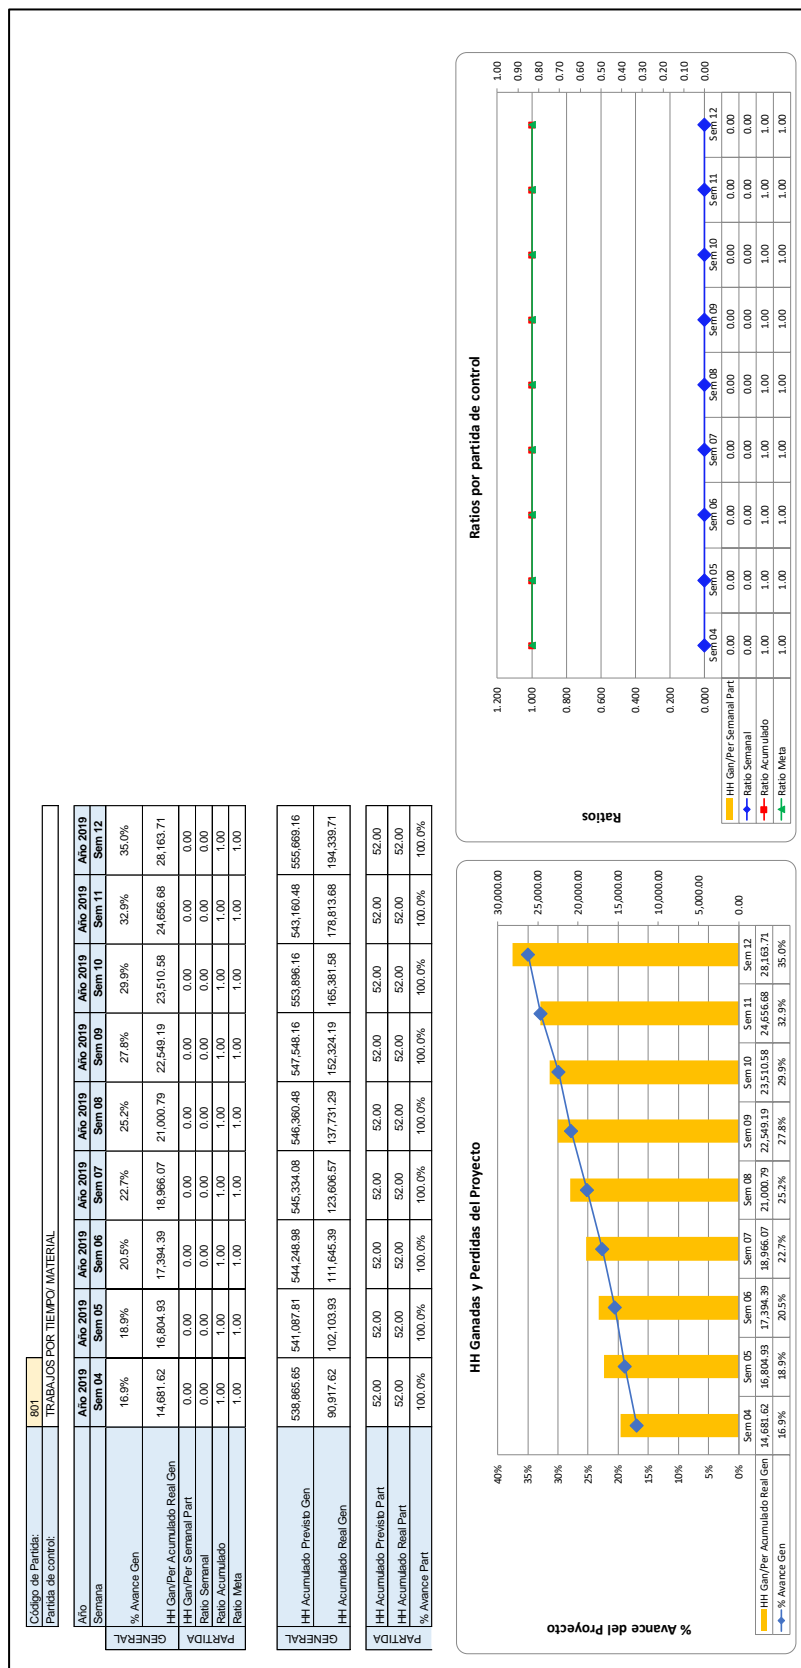 Código de Partida: 801
Partida de control: TRABAJOS POR TIEMPO/ MATERIAL
Año Año 2019 Año 2019 Año 2019 Año 2019 Año 2019 Año 2019 Año 2019 Año 2019 Año 2019
Semana Sem 04 Sem 05 Sem 06 Sem 07 Sem 08 Sem 09 Sem 10 Sem 11 Sem 12
GENERAL
% Avance Gen 16.9% 18.9% 20.5% 22.7% 25.2% 27.8% 29.9% 32.9% 35.0%
HH Gan/Per Acumulado Real Gen 14,681.62 16,804.93 17,394.39 18,966.07 21,000.79 22,549.19 23,510.58 24,656.68 28,163.71
PARTIDA
HH Gan/Per Semanal Part 0.00 0.00 0.00 0.00 0.00 0.00 0.00 0.00 0.00
Ratio Semanal 0.00 0.00 0.00 0.00 0.00 0.00 0.00 0.00 0.00
Ratio Acumulado 1.00 1.00 1.00 1.00 1.00 1.00 1.00 1.00 1.00
Ratio Meta 1.00 1.00 1.00 1.00 1.00 1.00 1.00 1.00 1.00
GENERAL
HH Acumulado Previsto Gen 538,865.65 541,087.81 544,248.98 545,334.08 546,360.48 547,548.16 553,896.16 543,160.48 555,669.16
HH Acumulado Real Gen 90,917.62 102,103.93 111,645.39 123,606.57 137,731.29 152,324.19 165,381.58 178,813.68 194,339.71
PARTIDA
HH Acumulado Previsto Part 52.00 52.00 52.00 52.00 52.00 52.00 52.00 52.00 52.00
HH Acumulado Real Part 52.00 52.00 52.00 52.00 52.00 52.00 52.00 52.00 52.00
% Avance Part 100.0% 100.0% 100.0% 100.0% 100.0% 100.0% 100.0% 100.0% 100.0%
HH Ganadas y Perdidas del Proyecto
% Avance del Proyecto
40% 30,000.00
35% 25,000.00
30% 20,000.00
25%
20% 15,000.00
15% 10,000.00
10% 5,000.00
5%
0% 0.00
Sem 04 Sem 05 Sem 06 Sem 07 Sem 08 Sem 09 Sem 10 Sem 11 Sem 12
HH Gan/Per Acumulado Real Gen 14,681.62 16,804.93 17,394.39 18,966.07 21,000.79 22,549.19 23,510.58 24,656.68 28,163.71
% Avance Gen 16.9% 18.9% 20.5% 22.7% 25.2% 27.8% 29.9% 32.9% 35.0%
Ratios por partida de control
Ratios
1.200 1.00
1.000 0.90
0.80
0.800 0.70
0.60
0.600 0.50
0.400 0.40
0.30
0.200 0.20
0.10
0.000 0.00
Sem 04 Sem 05 Sem 06 Sem 07 Sem 08 Sem 09 Sem 10 Sem 11 Sem 12
HH Gan/Per Semanal Part 0.00 0.00 0.00 0.00 0.00 0.00 0.00 0.00 0.00
Ratio Semanal 0.00 0.00 0.00 0.00 0.00 0.00 0.00 0.00 0.00
Ratio Acumulado 1.00 1.00 1.00 1.00 1.00 1.00 1.00 1.00 1.00
Ratio Meta 1.00 1.00 1.00 1.00 1.00 1.00 1.00 1.00 1.00